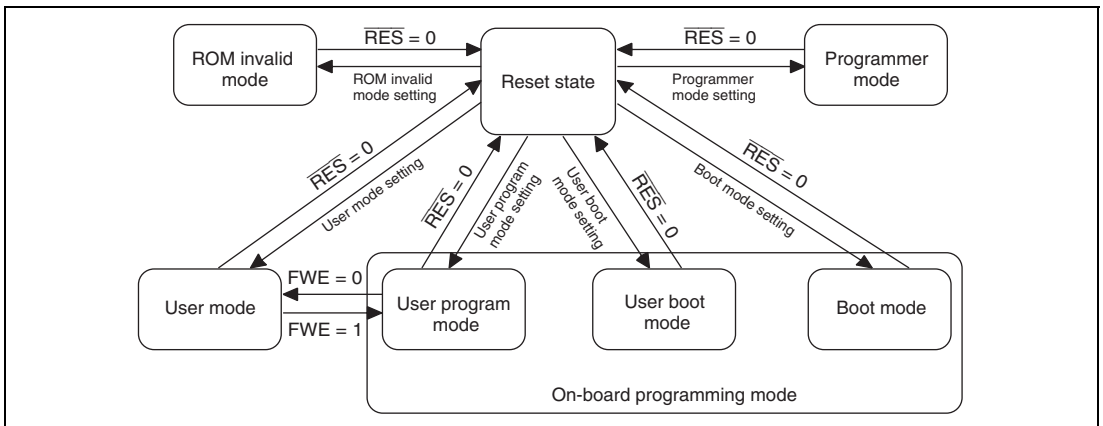 ROM invalid
mode
RES = 0
ROM invalid
mode setting
Reset state
RES = 0
Programmer
mode setting
Programmer
mode
RES = 0
User mode setting
RES = 0
User program
mode setting
User boot
mode setting
RES = 0
Boot mode setting
RES = 0
User mode
FWE = 0
FWE = 1
User program
mode
User boot
mode
Boot mode
On-board programming mode